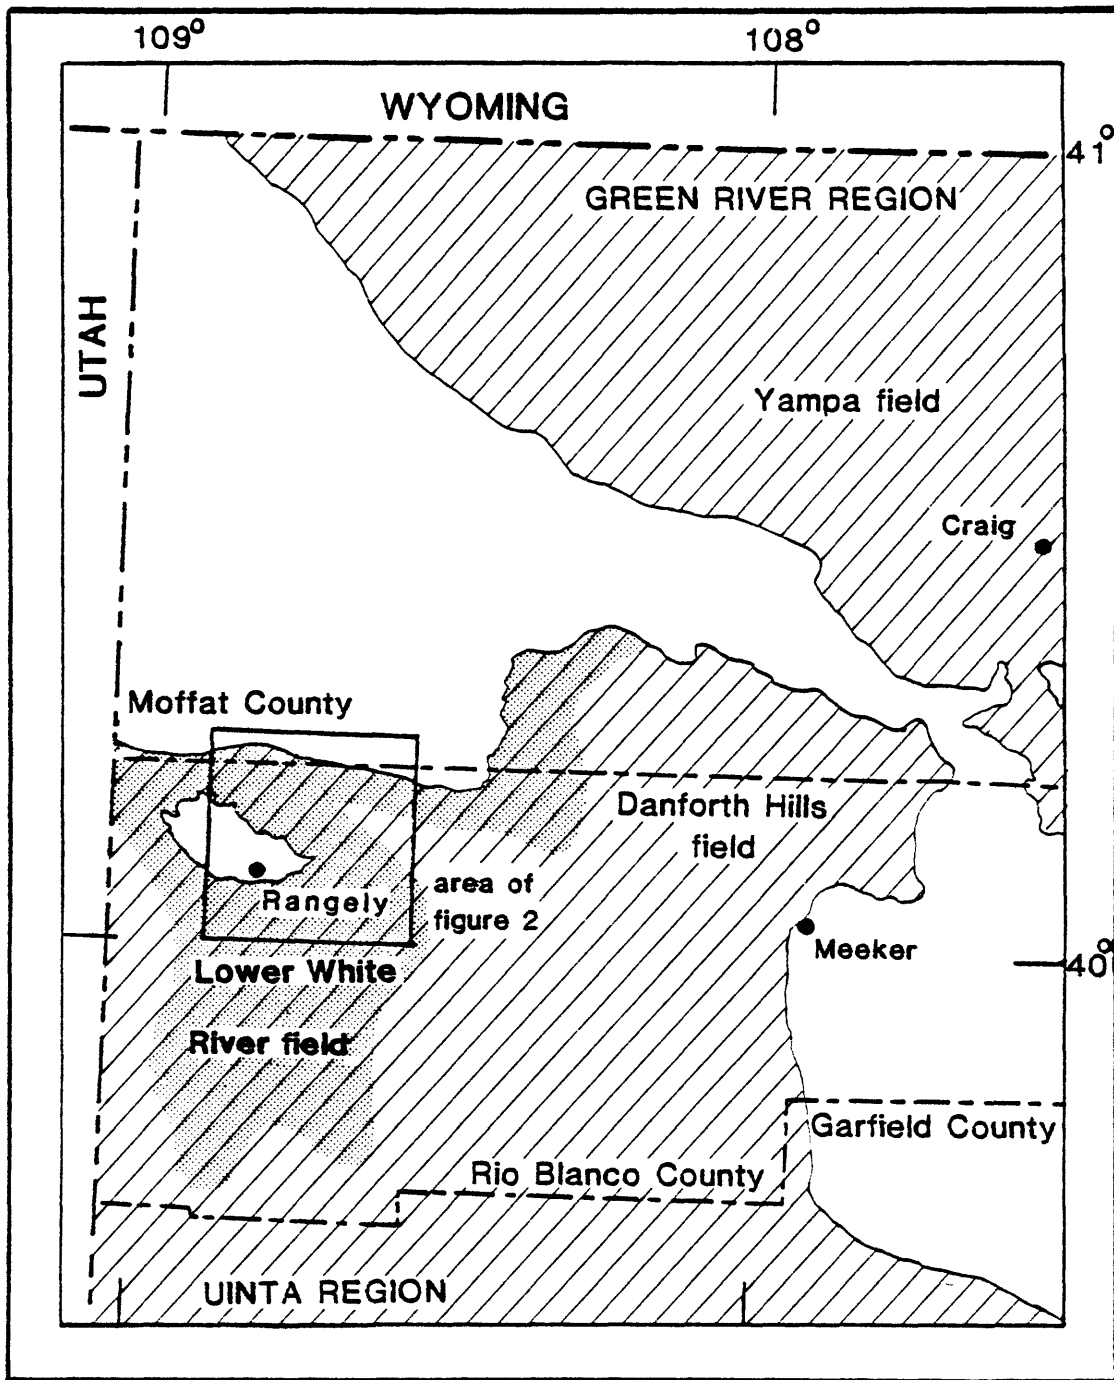 109°
108°
WYOMING
41°
GREEN RIVER REGION
UTAH
Yampa field
Craig
Moffat County
Danforth Hills
field
area of
figure 2
Rangely
Meeker
40°
Lower White
River field
Garfield County
Rio Blanco County
UINTA REGION